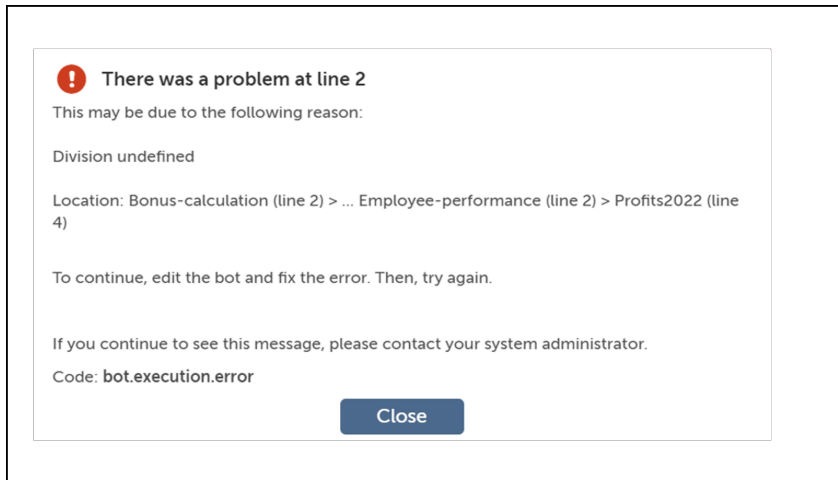 There was a problem at line 2
This may be due to the following reason:
Division undefined
Location: Bonus-calculation (line 2) > ... Employee-performance (line 2) > Profits2022 (line
4)
To continue, edit the bot and fix the error. Then, try again.
If you continue to see this message, please contact your system administrator.
Code: bot.execution.error
Close